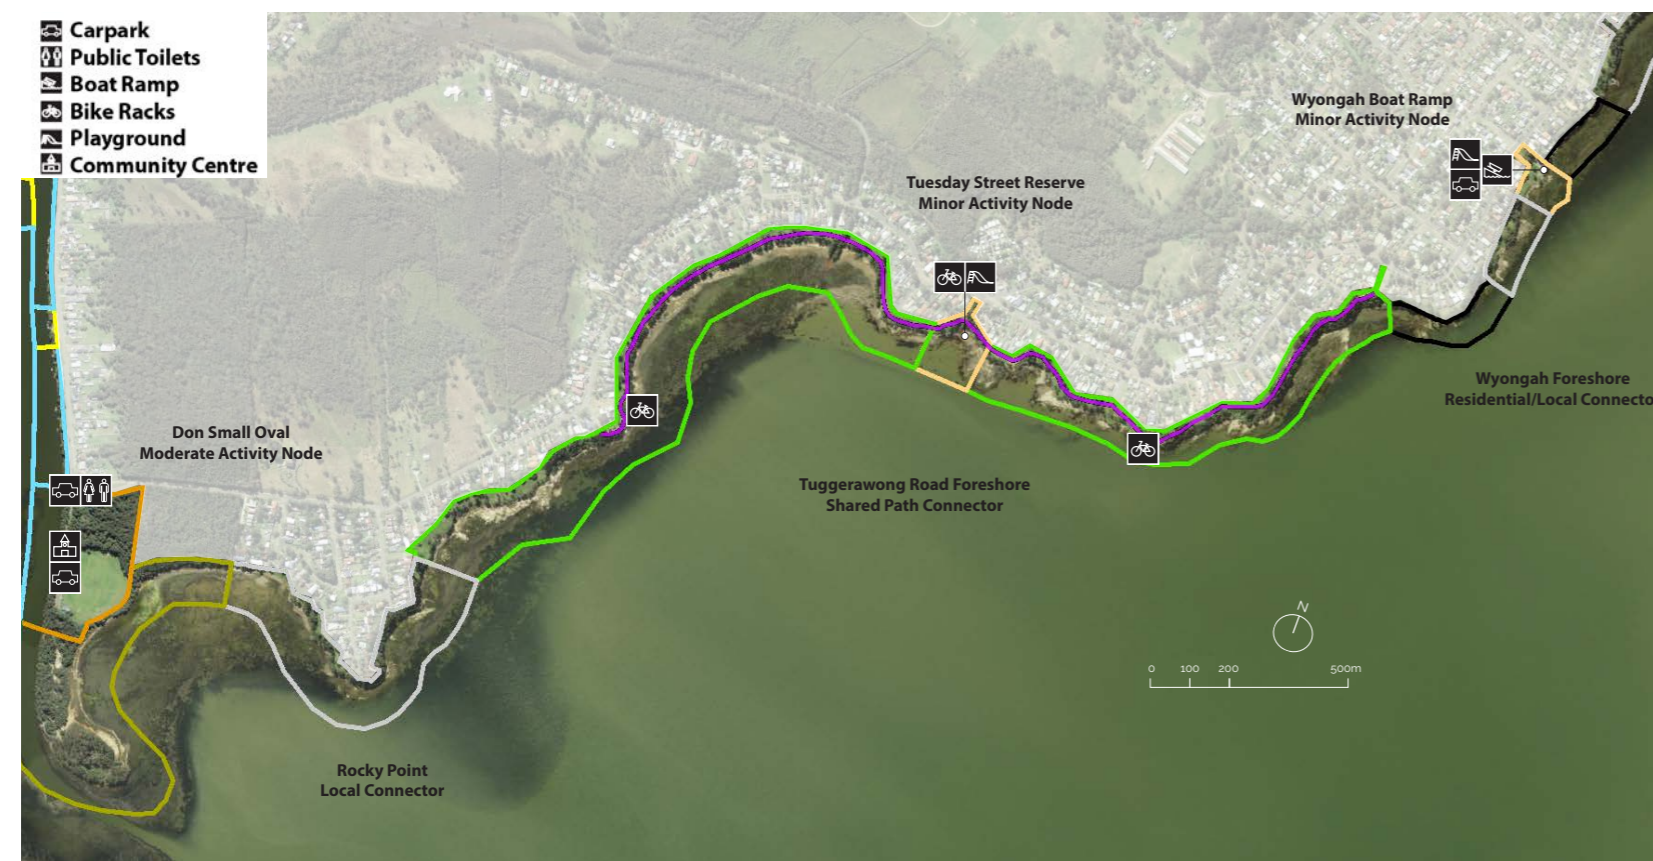 Carpark
Public Toilets
Boat Ramp
Bike Racks
Playground
Community Centre
Wyongah Boat Ramp
Minor Activity Node
Tuesday Street Reserve
Minor Activity Node
Wyongah Foreshore
Residential/Local Connecto
Don Small Oval
Moderate Activity Node
Tuggerawong Road Foreshore
Shared Path Connector
N
0 100 200 500m
Rocky Point
Local Connector